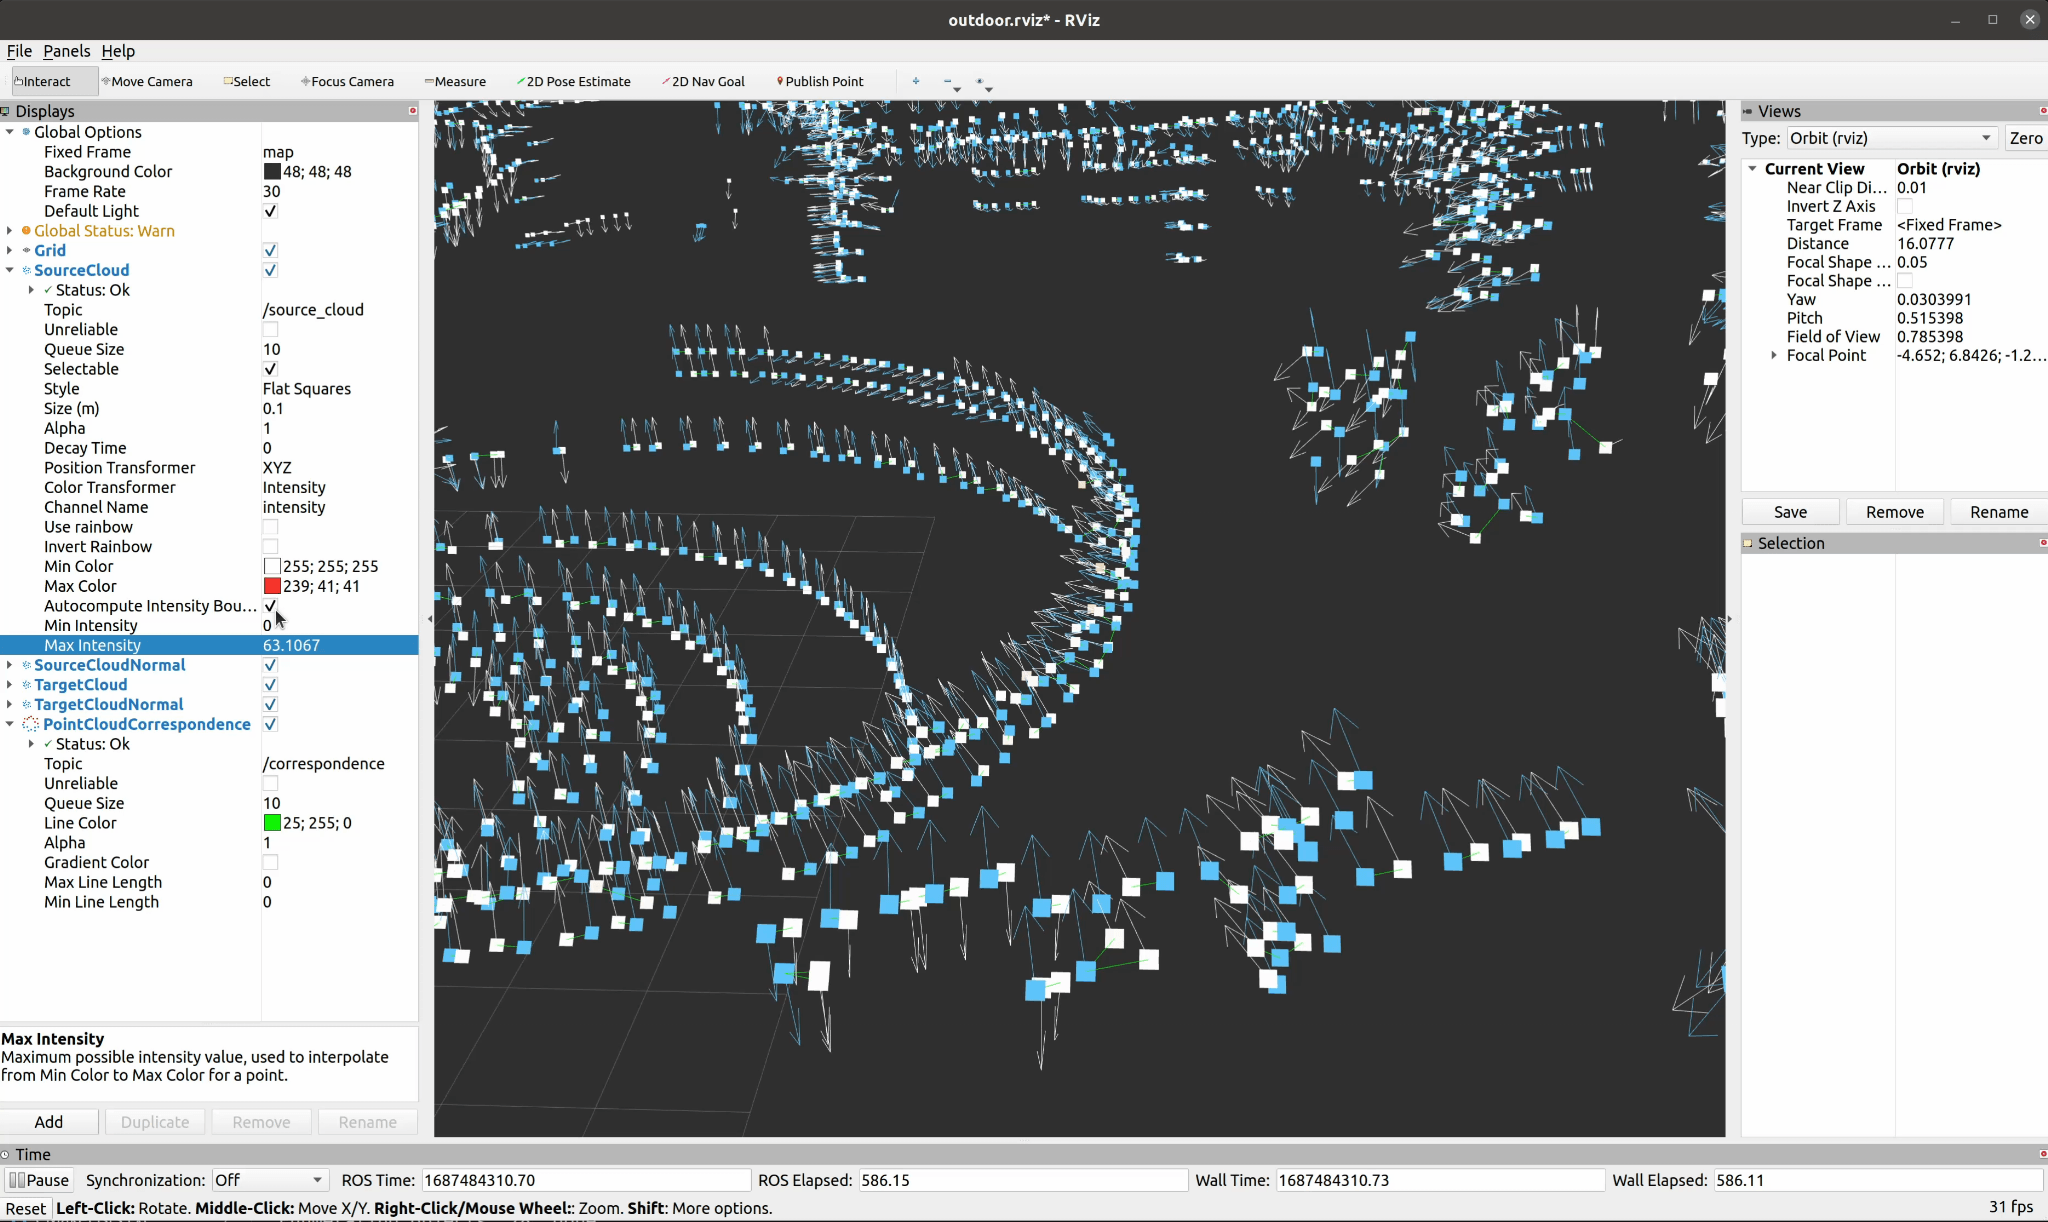 outdoor.rviz* - RViz
File Panels Help
Interact Move Camera Select Focus Camera Measure 2D Pose Estimate 2D Nav Goal Publish Point
Displays
Global Options
Fixed Frame map
Background Color 48; 48; 48
Frame Rate 30
Default Light
Global Status: Warn
Grid
SourceCloud
Status: Ok
Topic /source_cloud
Unreliable
Queue Size 10
Selectable
Style Flat Squares
Size (m) 0.1
Alpha 1
Decay Time 0
Position Transformer XYZ
Color Transformer Intensity
Channel Name intensity
Use rainbow
Invert Rainbow
Min Color 255; 255; 255
Max Color 239; 41; 41
Autocompute Intensity Bou...
Min Intensity 0
Max Intensity 63.1067
SourceCloudNormal
TargetCloud
TargetCloudNormal
PointCloudCorrespondence
Status: Ok
Topic /correspondence
Unreliable
Queue Size 10
Line Color 25; 255; 0
Alpha 1
Gradient Color
Max Line Length 0
Min Line Length 0
Max Intensity
Maximum possible intensity value, used to interpolate
from Min Color to Max Color for a point.
Add Duplicate Remove Rename
Views
Type: Orbit (rviz) Zero
Current View Orbit (rviz)
Near Clip Di... 0.01
Invert Z Axis
Target Frame <Fixed Frame>
Distance 16.0777
Focal Shape ... 0.05
Focal Shape ...
Yaw 0.0303991
Pitch 0.515398
Field of View 0.785398
Focal Point -4.652; 6.8426; -1.2...
Save Remove Rename
Selection
Time
Pause Synchronization: Off ROS Time: 1687484310.70 ROS Elapsed: 586.15 Wall Time: 1687484310.73 Wall Elapsed: 586.11
Reset Left-Click: Rotate. Middle-Click: Move X/Y. Right-Click/Mouse Wheel:: Zoom. Shift: More options. 31 fps